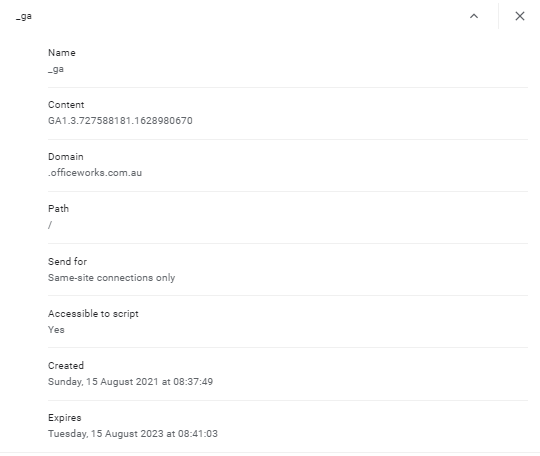 _ga
Name
_ga
Content
GA1.3.727588181.1628980670
Domain
.officeworks.com.au
Path
/
Send for
Same-site connections only
Accessible to script
Yes
Created
Sunday, 15 August 2021 at 08:37:49
Expires
Tuesday, 15 August 2023 at 08:41:03